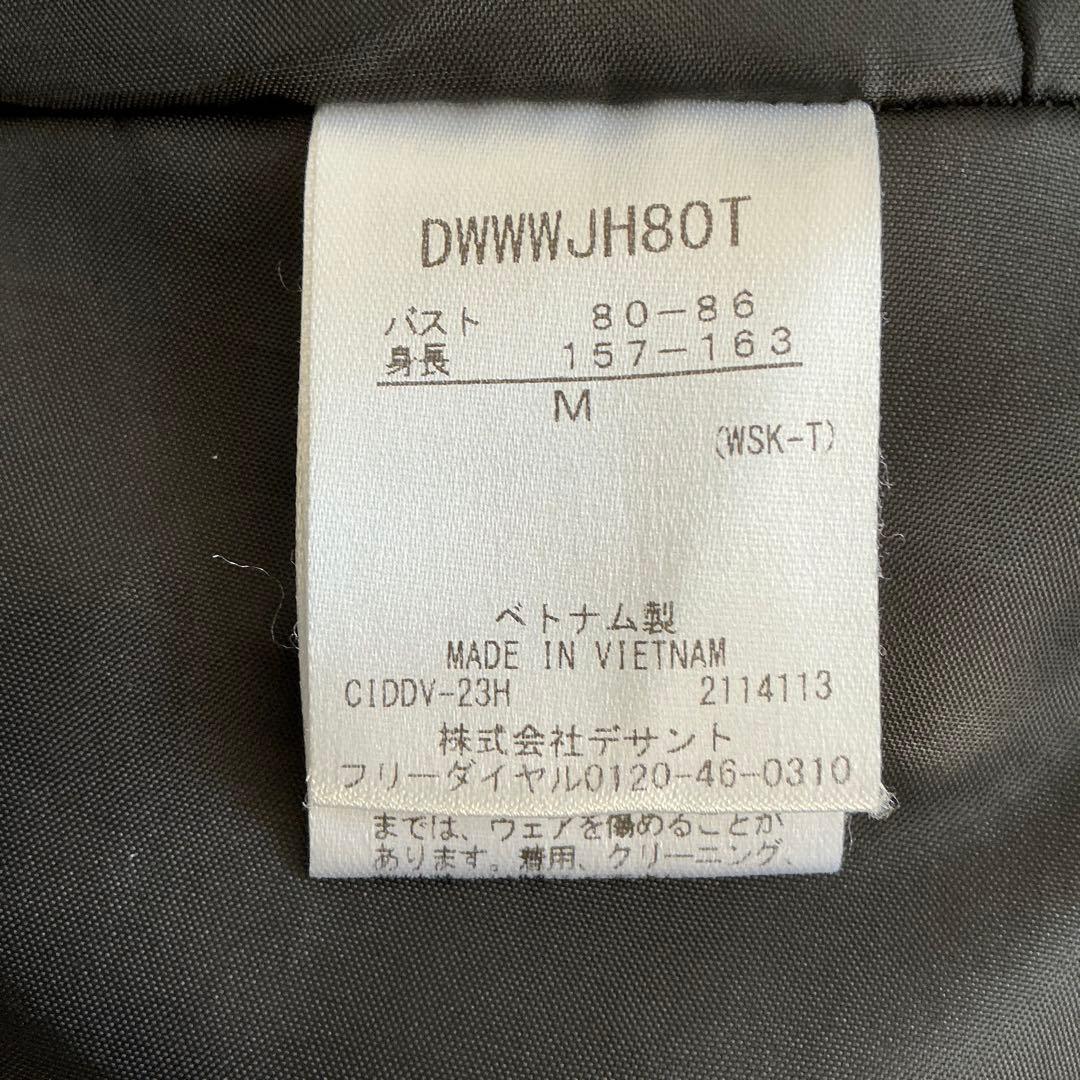 DWWWJH80T
バスト 80-86
身長 157-163
M
(WSK-T)
ベトナム製
MADE IN VIETNAM
CIDDV-23H 2114113
株式会社デサント
フリーダイヤル0120-46-0310
までは、ウェアを傷めることが
あります。着用、クリーニング、